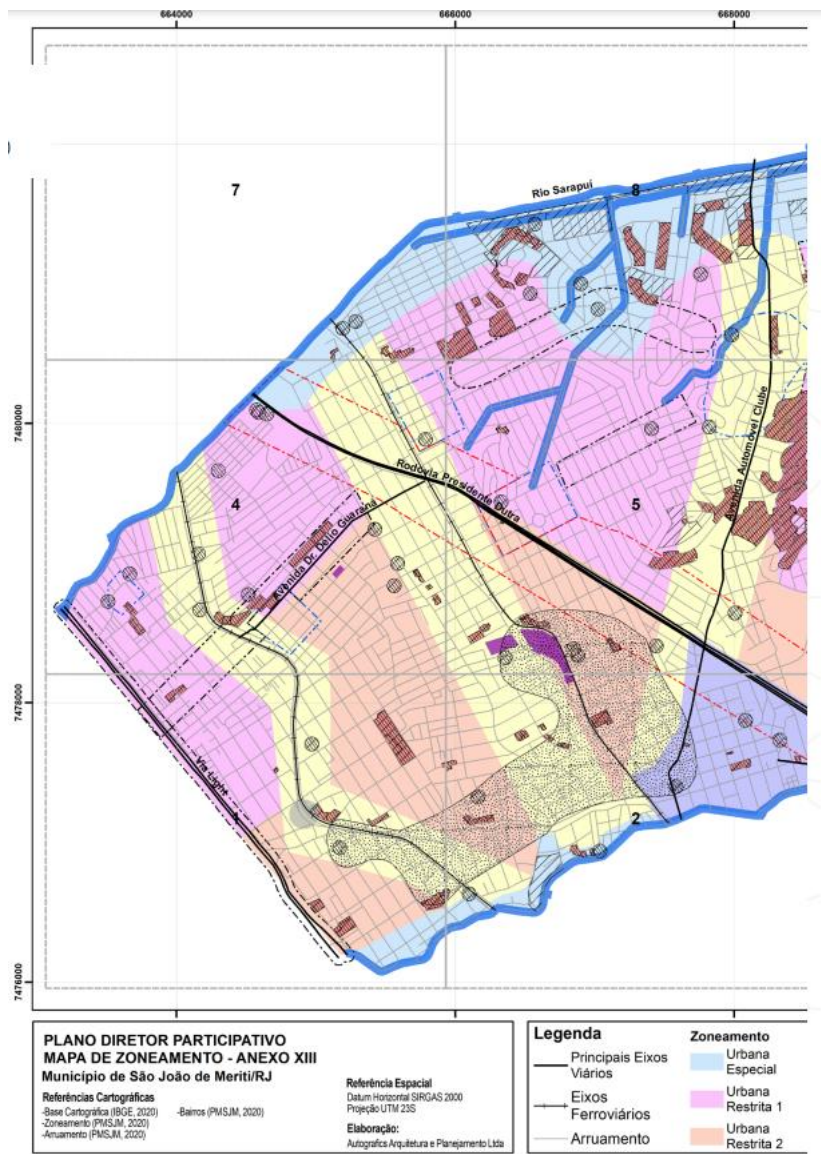 664000
666000
668000
7
Rio Sarapuí
8
7480000
Rodovia Presidente Dutra
Avenida Automóvel Clube
4
5
Avenida Dr. Delio Guaraná
7478000
Via Light
1
2
7476000
PLANO DIRETOR PARTICIPATIVO
MAPA DE ZONEAMENTO - ANEXO XIII
Município de São João de Meriti/RJ
Referências Cartográficas
-Base Cartográfica (IBGE, 2020)
-Bairros (PMSJM, 2020)
-Zoneamento (PMSJM, 2020)
-Arruamento (PMSJM, 2020)
Referência Espacial
Datum Horizontal SIRGAS 2000
Projeção UTM 23S
Elaboração:
Autografics Arquitetura e Planejamento Ltda
Legenda
Principais Eixos
Viários
Eixos
Ferroviários
Arruamento
Zoneamento
Urbana
Especial
Urbana
Restrita 1
Urbana
Restrita 2